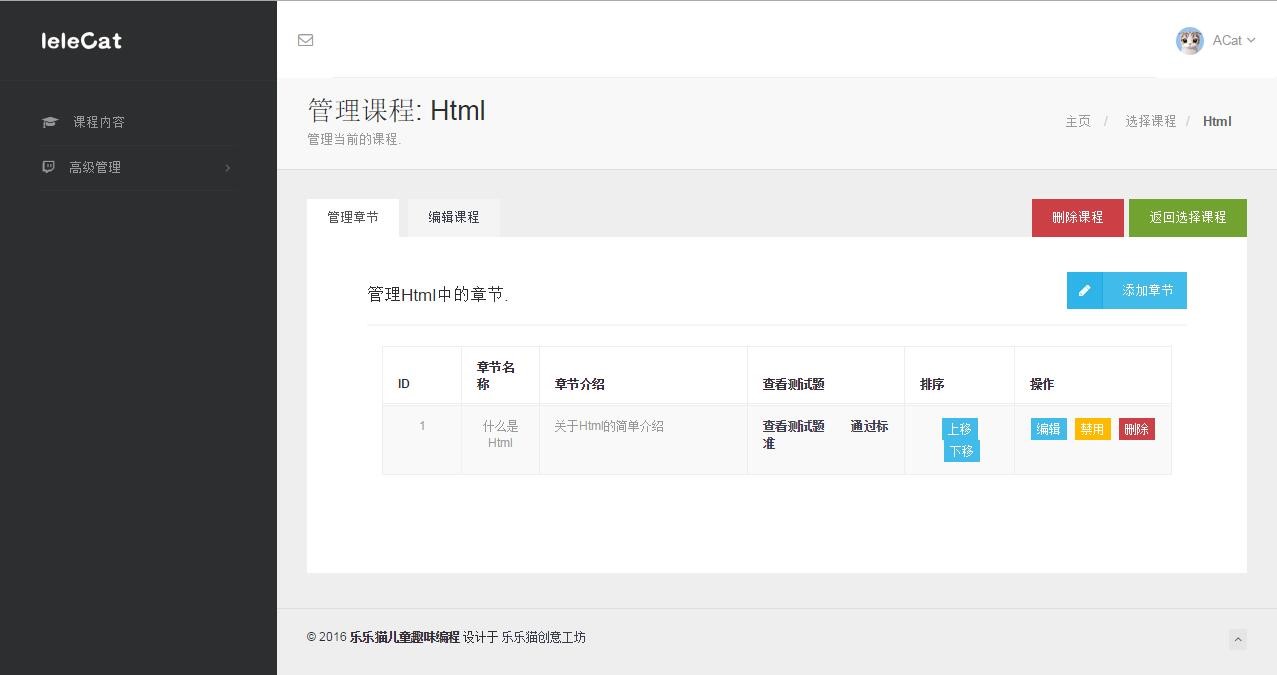 leleCat
ACat
课程内容
高级管理
管理课程: Html
管理当前的课程.
主页 / 选择课程 / Html
管理章节 编辑课程 删除课程 返回选择课程
管理Html中的章节.
添加章节
ID 章节名称 章节介绍 查看测试题 排序 操作
1 什么是Html 关于Html的简单介绍 查看测试题 通过标准 上移 下移 编辑 禁用 删除
© 2016 乐乐猫儿童趣味编程 设计于 乐乐猫创意工坊